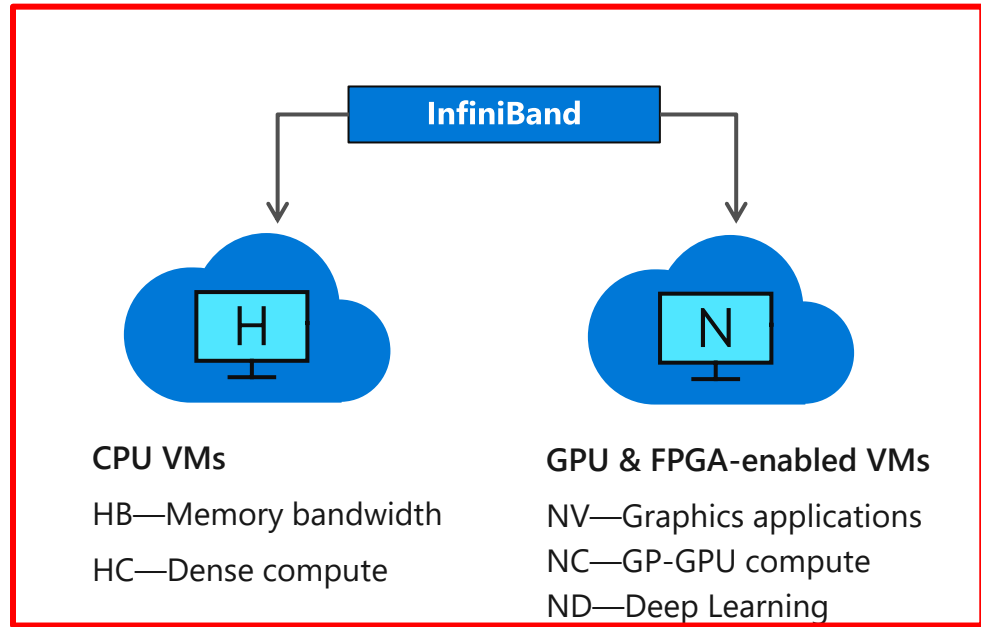 InfiniBand
H
N
CPU VMs
HB—Memory bandwidth
HC—Dense compute
GPU & FPGA-enabled VMs
NV—Graphics applications
NC—GP-GPU compute
ND—Deep Learning